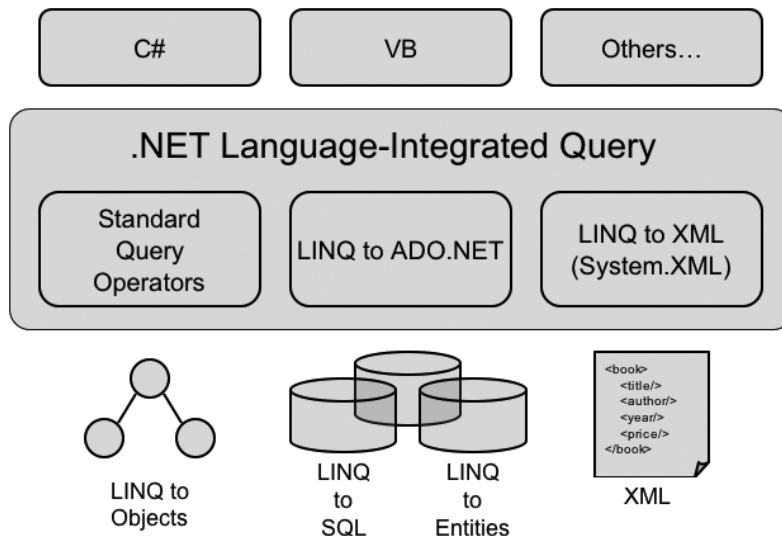 C#
VB
Others…
.NET Language-Integrated Query
Standard
Query
Operators
LINQ to ADO.NET
LINQ to XML
(System.XML)
LINQ to
Objects
LINQ
to
SQL
LINQ
to
Entities
<book>
<title/>
<author/>
<year/>
<price/>
</book>
XML